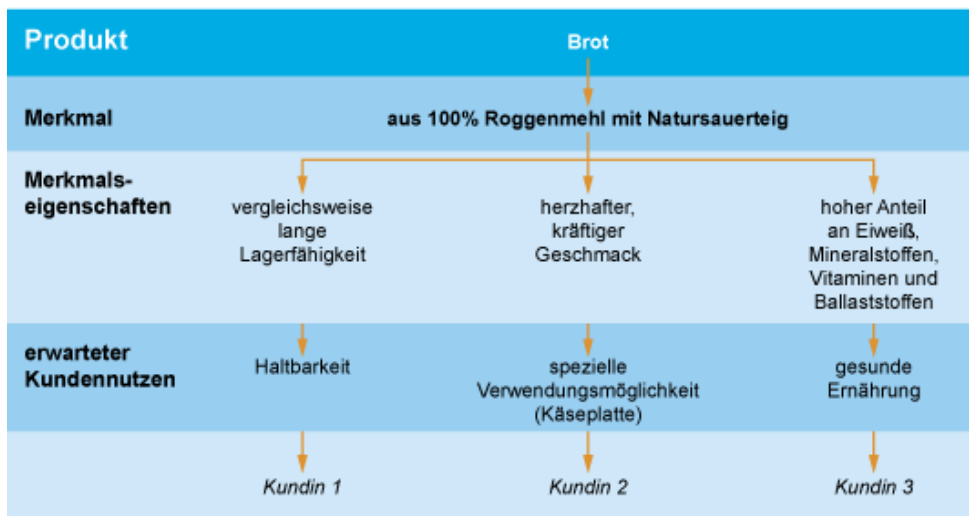 Produkt
Brot
Merkmal
aus 100% Roggenmehl mit Natursauerteig
Merkmals-
eigenschaften
vergleichsweise
lange
Lagerfähigkeit
herzhafter,
kräftiger
Geschmack
hoher Anteil
an Eiweiß,
Mineralstoffen,
Vitaminen und
Ballaststoffen
erwarteter
Kundennutzen
Haltbarkeit
spezielle
Verwendungsmöglichkeit
(Käseplatte)
gesunde
Ernährung
Kundin 1
Kundin 2
Kundin 3